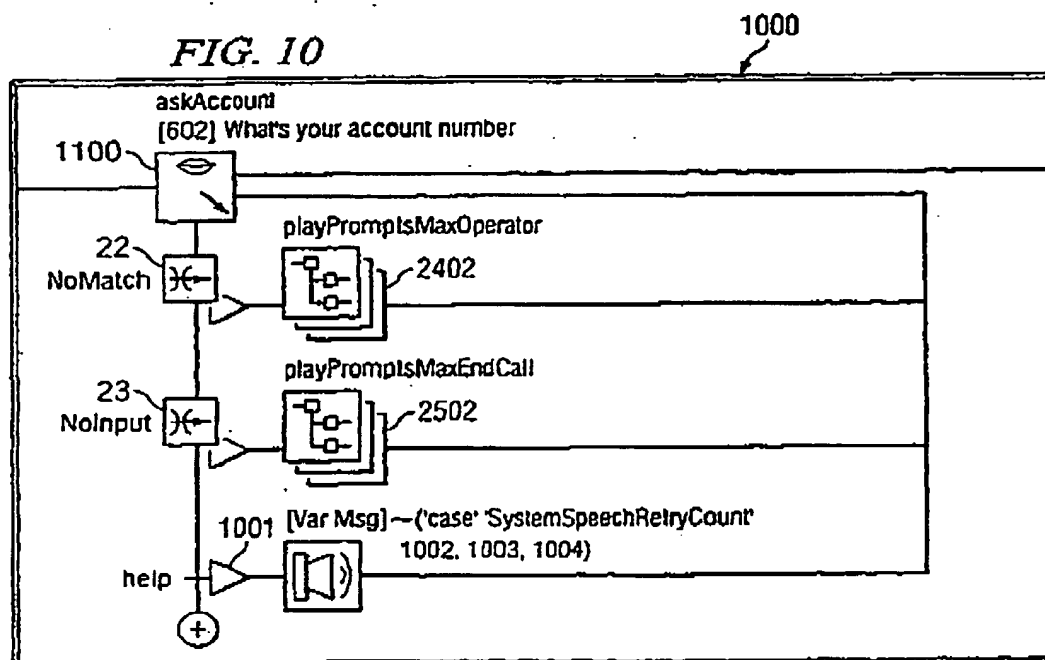 FIG. 10
1000
askAccount
[602] What's your account number
1100
playPromptsMaxOperator
22
NoMatch
2402
playPromptsMaxEndCall
23
NoInput
2502
[Var Msg] ~('case' 'SystemSpeechRetryCount'
1002, 1003, 1004)
1001
help